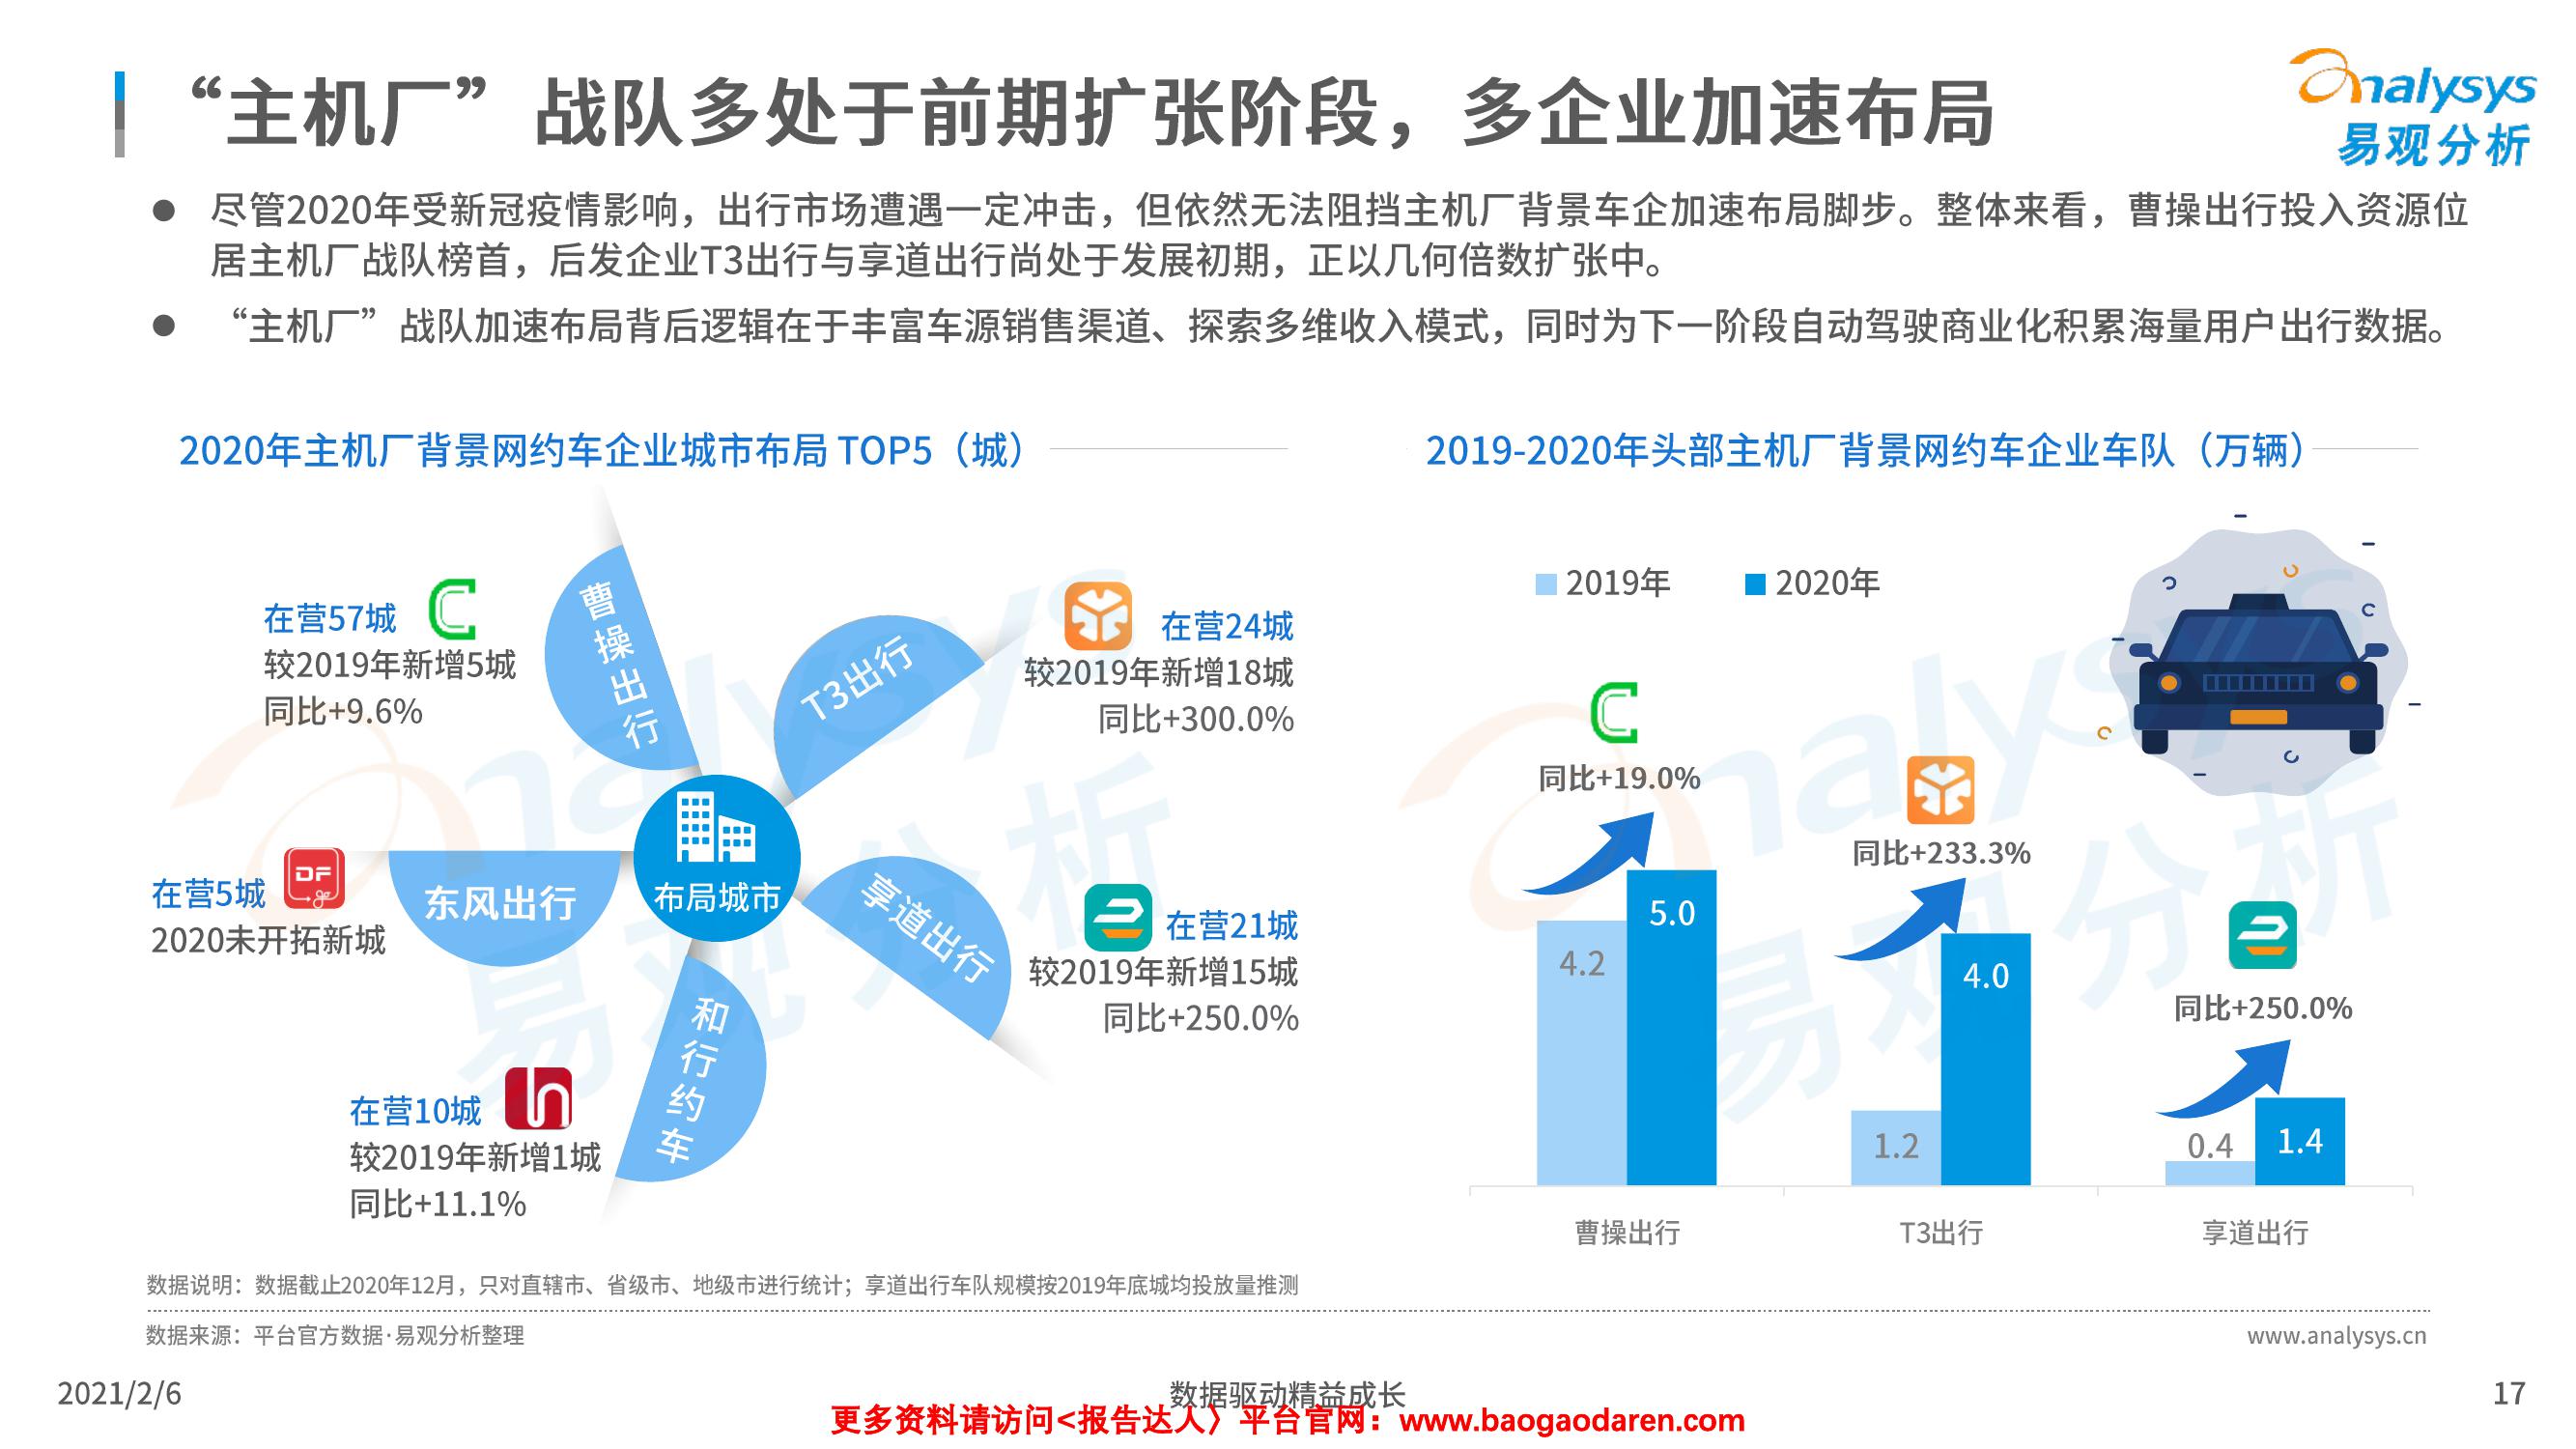 “主机厂”战队多处于前期扩张阶段，多企业加速布局
analysys
易观分析
● 尽管2020年受新冠疫情影响，出行市场遭遇一定冲击，但依然无法阻挡主机厂背景车企加速布局脚步。整体来看，曹操出行投入资源位
居主机厂战队榜首，后发企业T3出行与享道出行尚处于发展初期，正以几何倍数扩张中。
● “主机厂”战队加速布局背后逻辑在于丰富车源销售渠道、探索多维收入模式，同时为下一阶段自动驾驶商业化积累海量用户出行数据。
2020年主机厂背景网约车企业城市布局 TOP5（城）
曹操出行
在营57城
较2019年新增5城
同比+9.6%
T3出行
在营24城
较2019年新增18城
同比+300.0%
布局城市
东风出行
DF
在营5城
2020未开拓新城
享道出行
在营21城
较2019年新增15城
同比+250.0%
和行约车
在营10城
较2019年新增1城
同比+11.1%
2019-2020年头部主机厂背景网约车企业车队（万辆）
2019年
2020年
同比+19.0%
4.2
5.0
同比+233.3%
1.2
4.0
同比+250.0%
0.4
1.4
曹操出行
T3出行
享道出行
数据说明：数据截止2020年12月，只对直辖市、省级市、地级市进行统计；享道出行车队规模按2019年底城均投放量推测
数据来源：平台官方数据·易观分析整理
www.analysys.cn
2021/2/6
数据驱动精益成长
17
更多资料请访问<报告达人〉平台官网：www.baogaodaren.com